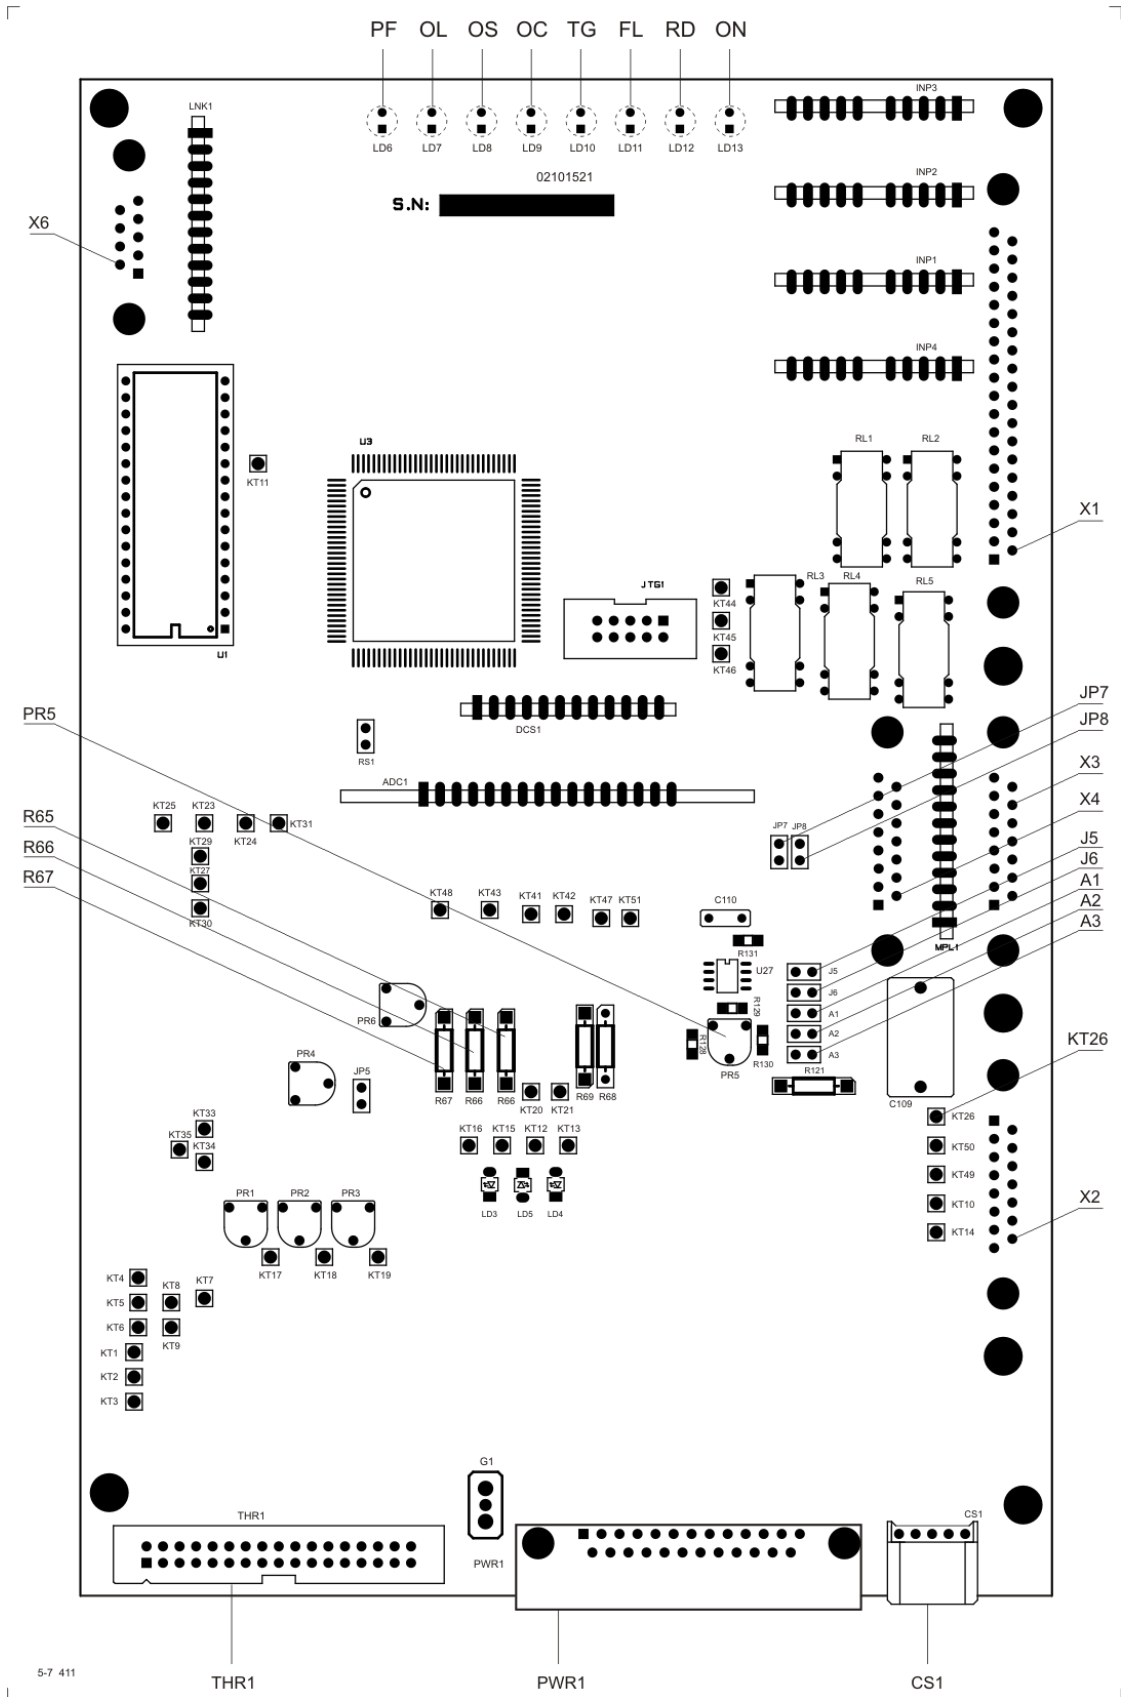 PF OL OS OC TG FL RD ON
LNK1
INP3
LD6 LD7 LD8 LD9 LD10 LD11 LD12 LD13
02101521
INP2
S.N:
X6
INP1
INP4
U3
RL1 RL2
KT11
X1
JTG1
RL3 RL4 RL5
KT44
KT45
KT46
U1
JP7
PR5
JP8
DCS1
RS1
X3
ADC1
X4
KT25 KT23 KT24 KT31
R65
JP7 JP8
J5
KT29
R66
J6
KT27
R67
A1
KT48 KT43 KT41 KT42 KT47 KT51
C110
A2
KT30
A3
R131
MPL1
U27
J5
J6
R129
A1
PR6
A2
R128
R130
KT26
PR4
A3
JP5
PR5
R121
R67 R66 R66 R69 R68
KT20 KT21
C109
KT26
KT33
KT35 KT34
KT16 KT15 KT12 KT13
KT50
KT49
PR1 PR2 PR3
X2
KT10
LD3 LD5 LD4
KT14
KT17 KT18 KT19
KT4 KT8 KT7
KT5
KT6
KT9
KT1
KT2
KT3
G1
THR1
CS1
PWR1
5-7 411
THR1 PWR1 CS1